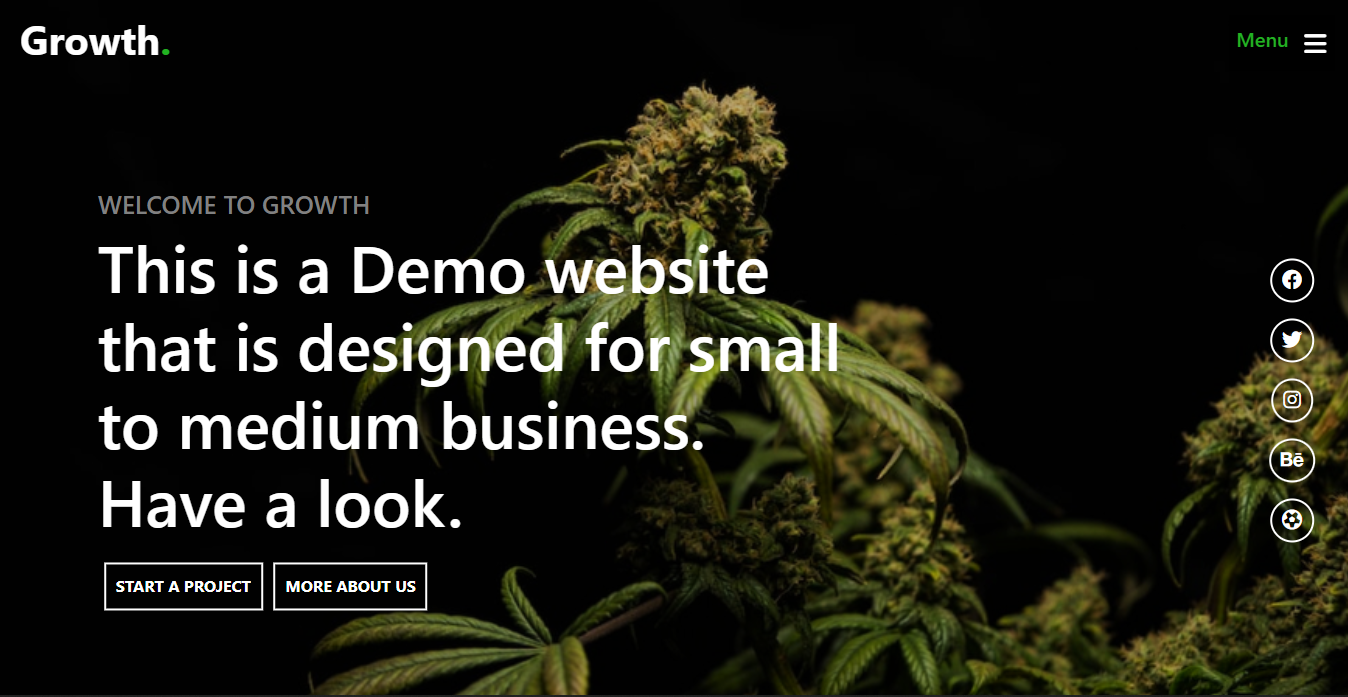 Growth.
Menu
WELCOME TO GROWTH
This is a Demo website
that is designed for small
to medium business.
Have a look.
START A PROJECT
MORE ABOUT US
Bē